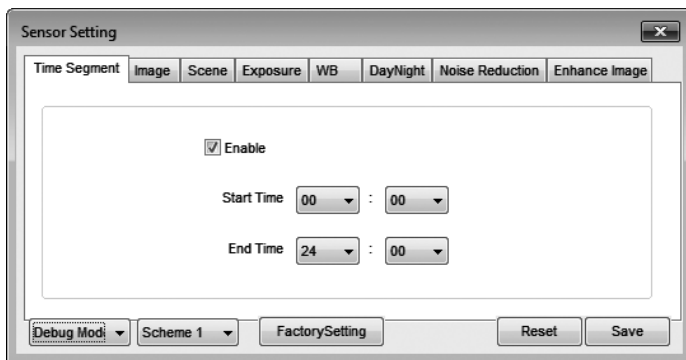 Sensor Setting
Time Segment Image Scene Exposure WB DayNight Noise Reduction Enhance Image
Enable
Start Time 00 : 00
End Time 24 : 00
Debug Mod Scheme 1 FactorySetting Reset Save